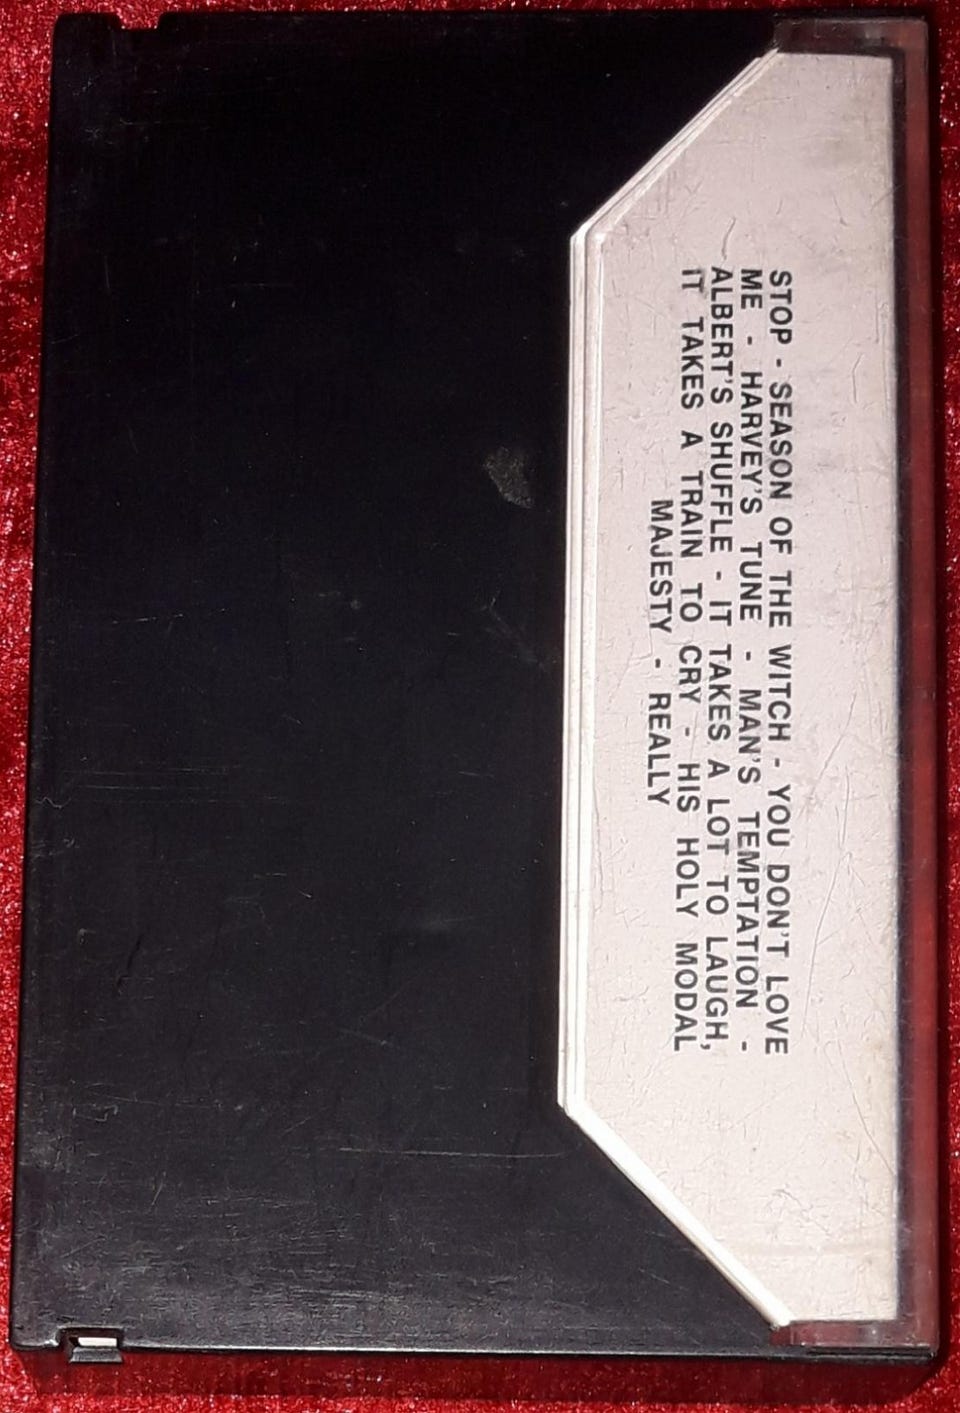 STOP - SEASON OF THE WITCH - YOU DON'T LOVE
ME - HARVEY'S TUNE - MAN'S TEMPTATION -
ALBERT'S SHUFFLE - IT TAKES A LOT TO LAUGH,
IT TAKES A TRAIN TO CRY - HIS HOLY MODAL
MAJESTY - REALLY